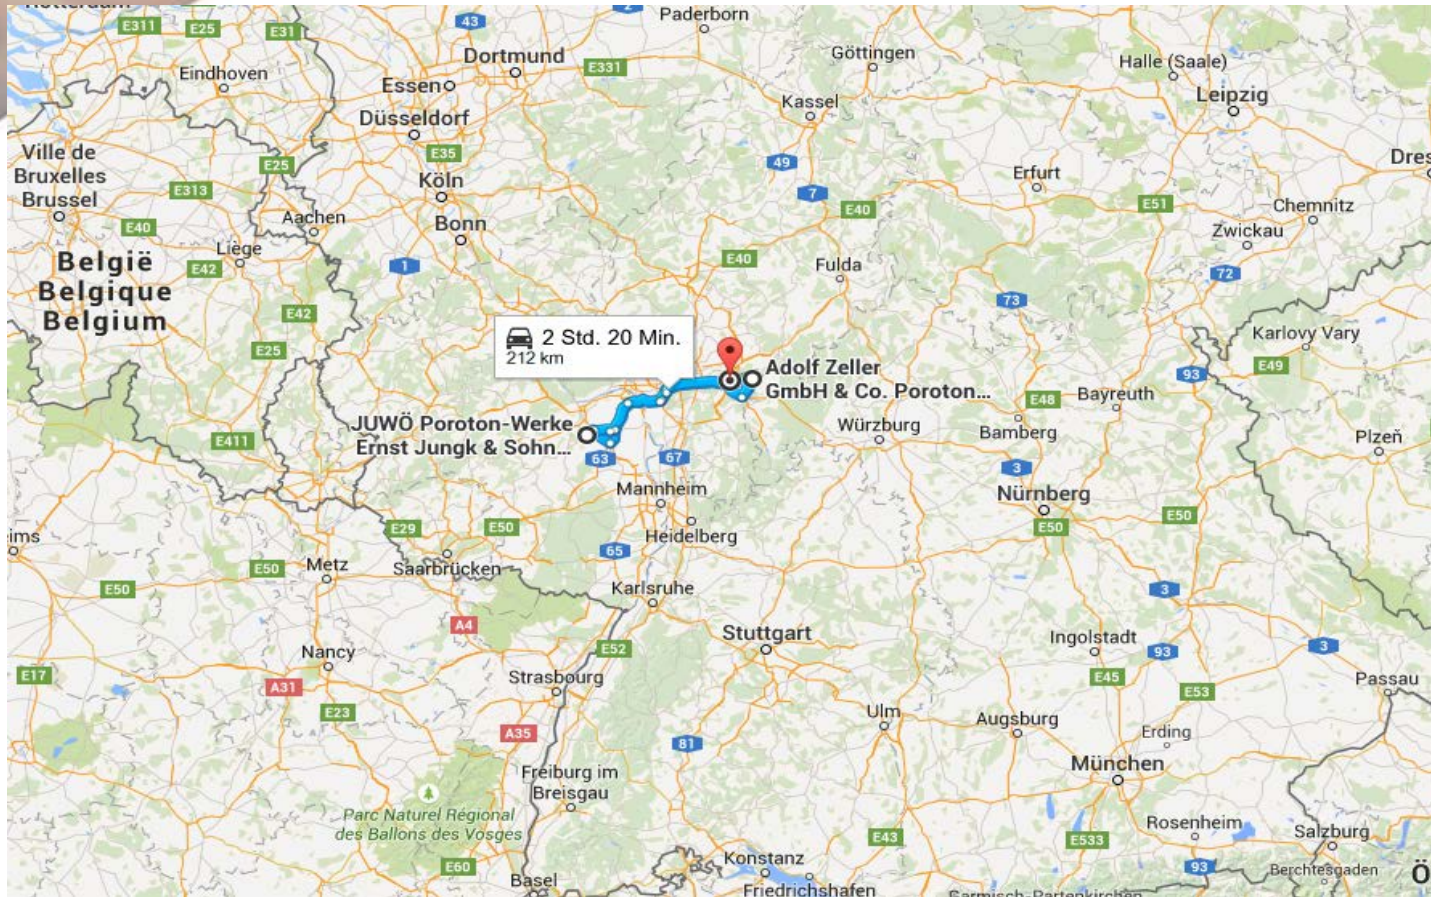 Rotterdam
E311
E25
E31
43
2
Paderborn
Dortmund
E331
Göttingen
Halle (Saale)
Eindhoven
Essen
Kassel
Leipzig
Düsseldorf
Ville de
Bruxelles
Brussel
E25
E35
49
Dres
E313
Köln
7
Erfurt
E51
Chemnitz
E40
Aachen
Bonn
E40
Zwickau
Liège
E42
België
Belgique
Belgium
1
E40
Fulda
72
E42
73
E25
2 Std. 20 Min.
212 km
Karlovy Vary
E49
Adolf Zeller
GmbH & Co. Poroton...
93
E48
Bayreuth
JUWÖ Poroton-Werke
Ernst Jungk & Sohn...
E411
Würzburg
Bamberg
Plzeň
63
67
3
Mannheim
Nürnberg
E29
E50
E50
E50
ims
Heidelberg
65
Metz
E50
Saarbrücken
E50
Karlsruhe
3
A4
Stuttgart
Ingolstadt
E52
93
3
Nancy
E17
A31
Strasbourg
E45
E53
Passau
E23
Ulm
Augsburg
A35
81
Erding
München
Freiburg im
Breisgau
Parc Naturel Régional
des Ballons des Vosges
E43
E533
Rosenheim
Salzburg
E60
Konstanz
93
Berchtesgaden
Ö
Basel
Friedrichshafen
Garmisch-Partenkirchen